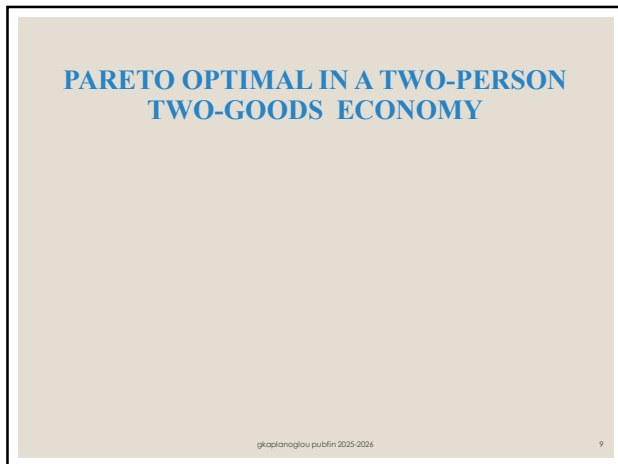 PARETO OPTIMAL IN A TWO-PERSON
TWO-GOODS ECONOMY
gkaplanoglou pubfin 2025-2026
9